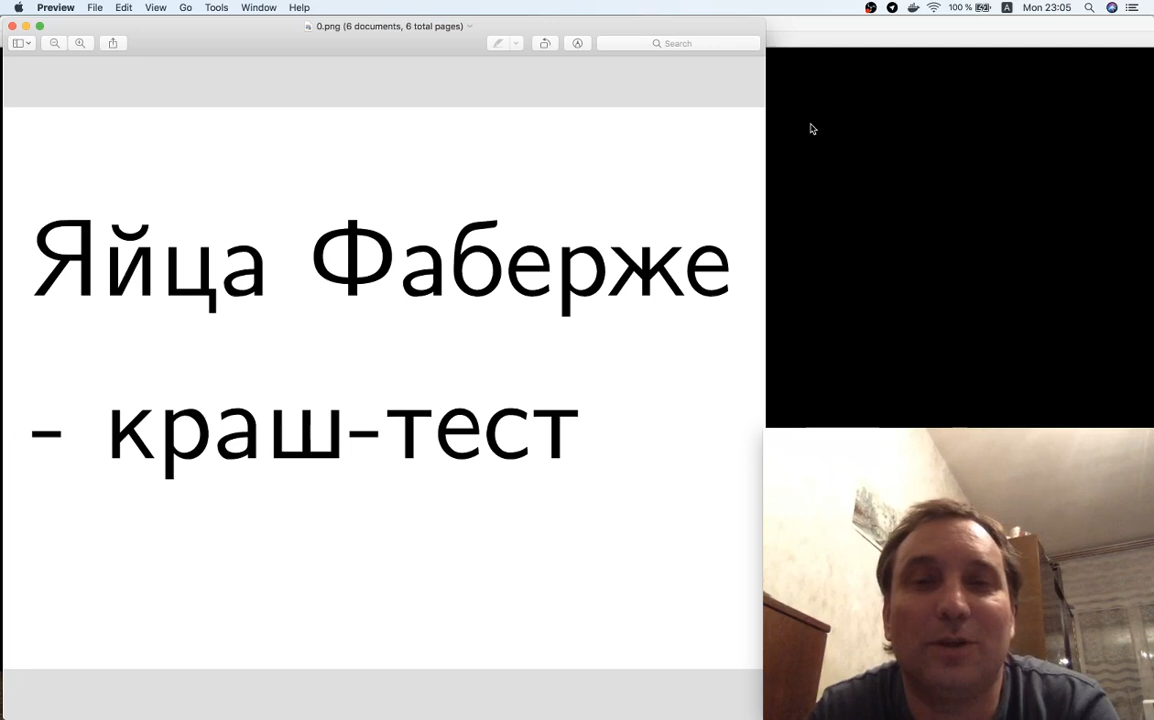 Preview File Edit View Go Tools Window Help 100 % A Mon 23:05
0.png (6 documents, 6 total pages)
Search
Яйца Фаберже
- краш-тест